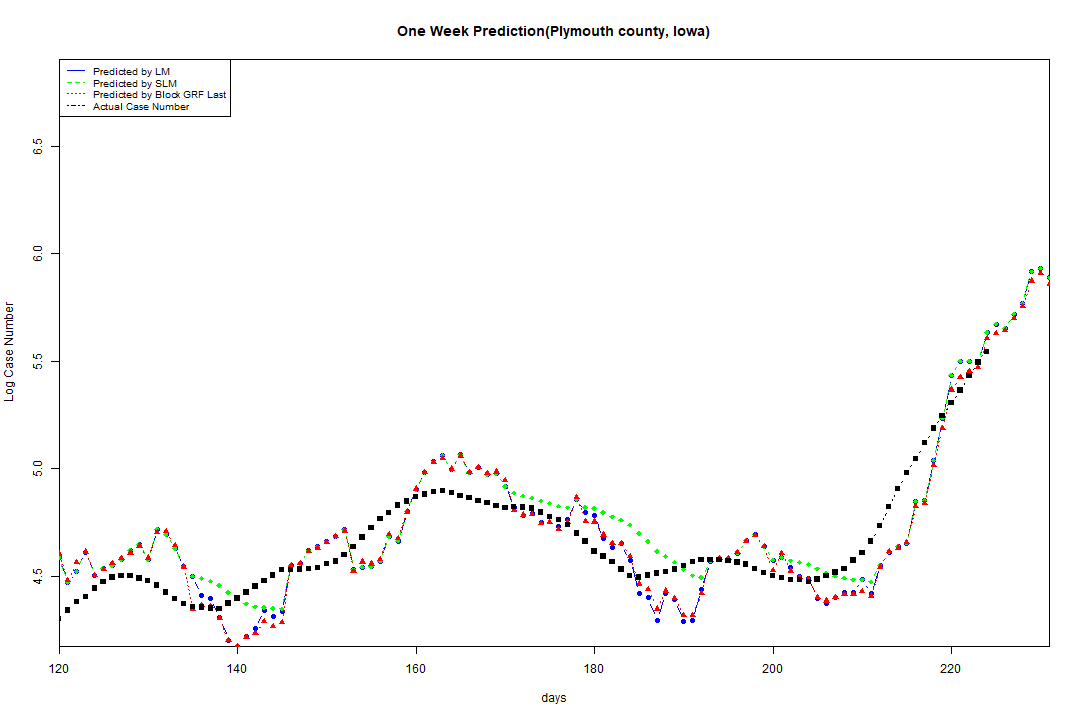 One Week Prediction(Plymouth county, Iowa)
Predicted by LM
Predicted by SLM
Predicted by Block GRF Last
Actual Case Number
Log Case Number
6.5
6.0
5.5
5.0
4.5
120 140 160 180 200 220
days